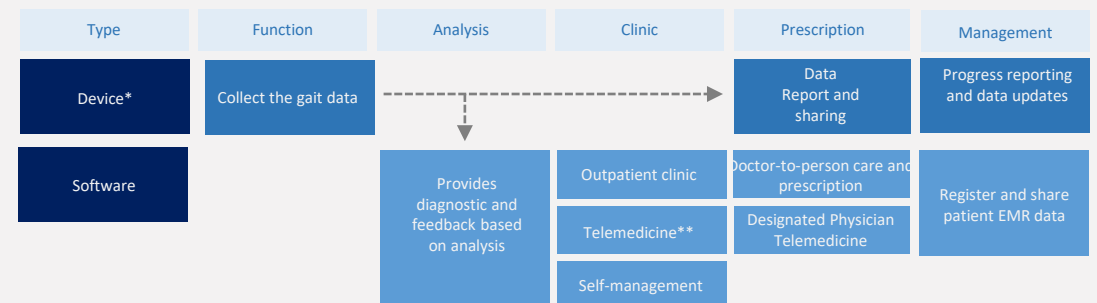 Type
Function
Analysis
Clinic
Prescription
Management
Device*
Collect the gait data
Data
Report and
sharing
Progress reporting
and data updates
Software
Provides
diagnostic and
feedback based
on analysis
Outpatient clinic
Telemedicine**
Self-management
Doctor-to-person care and
prescription
Designated Physician
Telemedicine
Register and share
patient EMR data